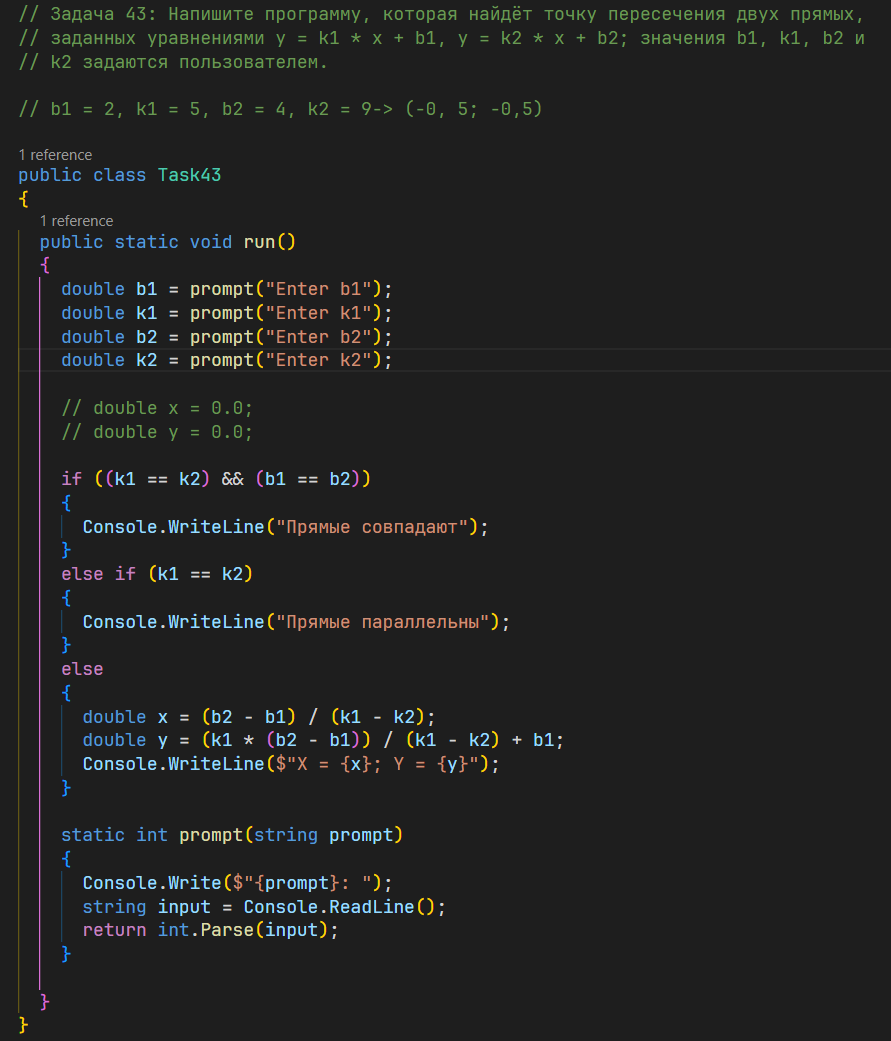 // Задача 43: Напишите программу, которая найдёт точку пересечения двух прямых,
// заданных уравнениями y = k1 * x + b1, y = k2 * x + b2; значения b1, k1, b2 и
// k2 задаются пользователем.
// b1 = 2, k1 = 5, b2 = 4, k2 = 9-> (-0, 5; -0,5)
1 reference
public class Task43
{
1 reference
public static void run()
{
double b1 = prompt("Enter b1");
double k1 = prompt("Enter k1");
double b2 = prompt("Enter b2");
double k2 = prompt("Enter k2");
// double x = 0.0;
// double y = 0.0;
if ((k1 == k2) && (b1 == b2))
{
Console.WriteLine("Прямые совпадают");
}
else if (k1 == k2)
{
Console.WriteLine("Прямые параллельны");
}
else
{
double x = (b2 - b1) / (k1 - k2);
double y = (k1 * (b2 - b1)) / (k1 - k2) + b1;
Console.WriteLine($"X = {x}; Y = {y}");
}
static int prompt(string prompt)
{
Console.Write($"{prompt}: ");
string input = Console.ReadLine();
return int.Parse(input);
}
}
}